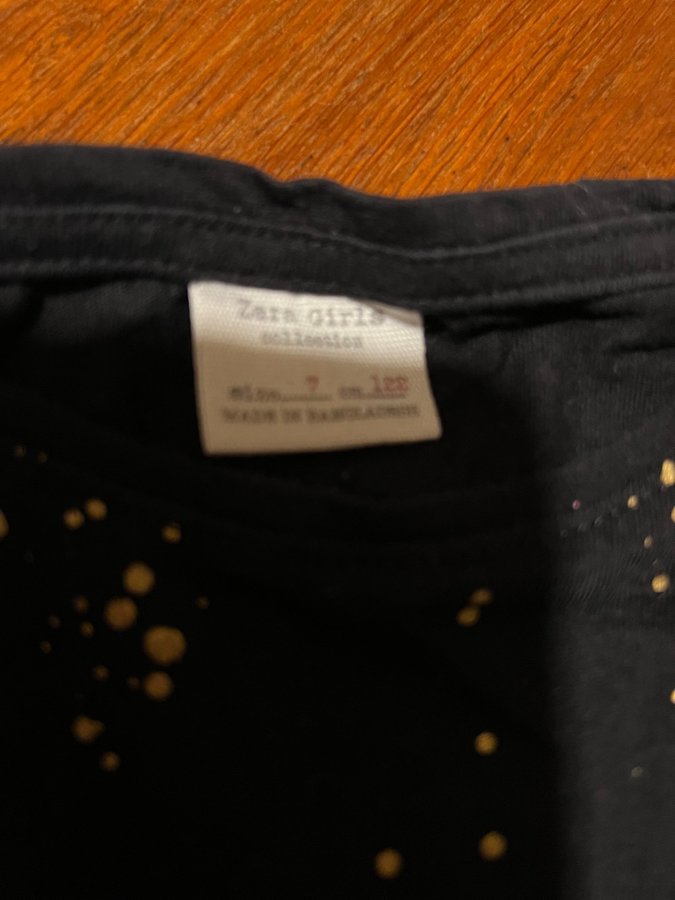 Zara Girls
collection
size 7 cm 122
MADE IN BANGLADESH